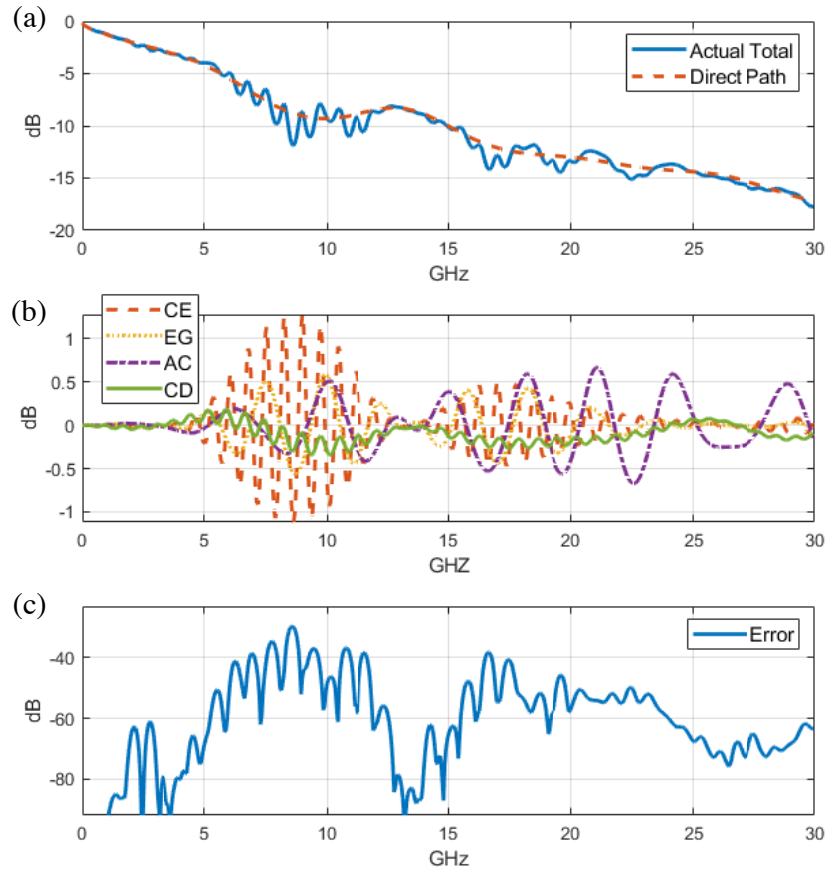 (a)
0
-5
-10
-15
-20
dB
Actual Total
Direct Path
0 5 10 15 20 25 30
GHz
(b)
CE
EG
AC
CD
1
0.5
0
-0.5
-1
dB
0 5 10 15 20 25 30
GHZ
(c)
-40
-60
-80
dB
Error
0 5 10 15 20 25 30
GHz